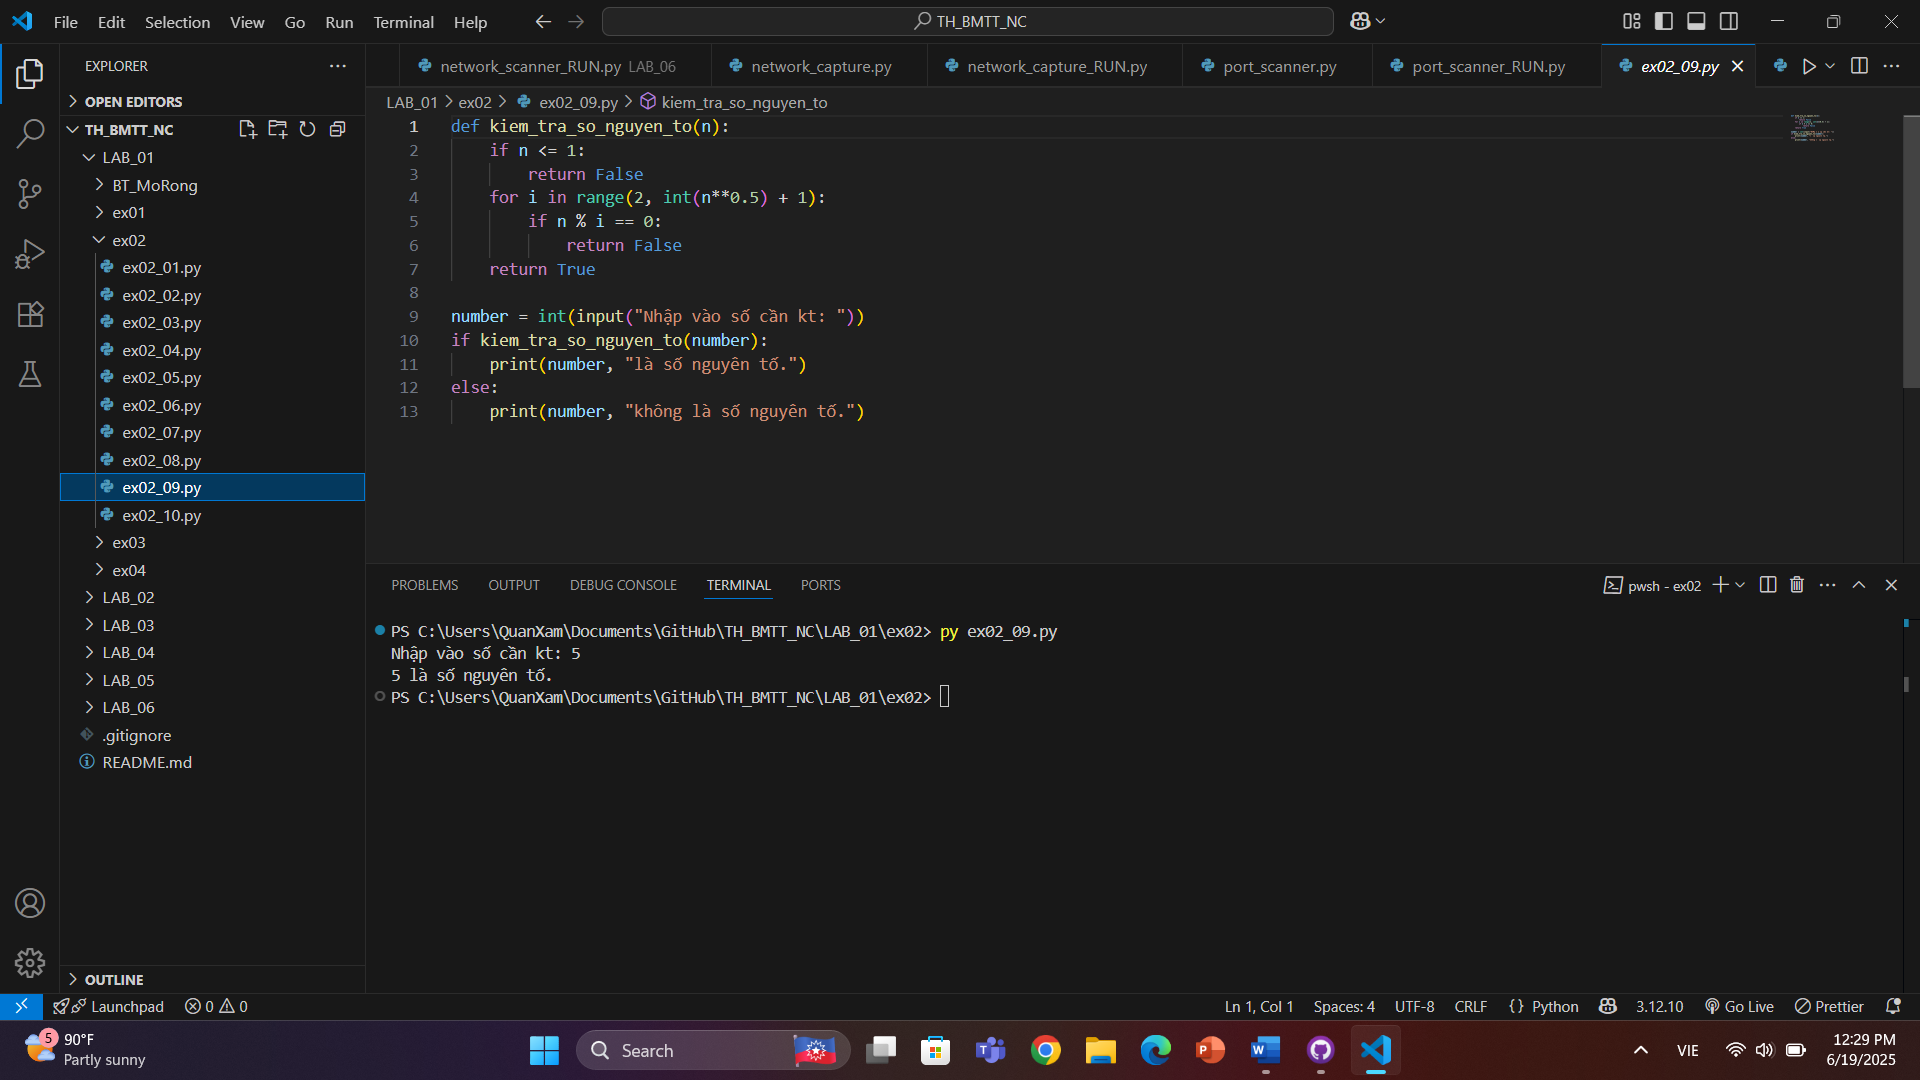 File Edit Selection View Go Run Terminal Help
TH_BMTT_NC
EXPLORER
OPEN EDITORS
TH_BMTT_NC
LAB_01
BT_MoRong
ex01
ex02
ex02_01.py
ex02_02.py
ex02_03.py
ex02_04.py
ex02_05.py
ex02_06.py
ex02_07.py
ex02_08.py
ex02_09.py
ex02_10.py
ex03
ex04
LAB_02
LAB_03
LAB_04
LAB_05
LAB_06
.gitignore
README.md
OUTLINE
network_scanner_RUN.py LAB_06
network_capture.py
network_capture_RUN.py
port_scanner.py
port_scanner_RUN.py
ex02_09.py
LAB_01 > ex02 > ex02_09.py > kiem_tra_so_nguyen_to
1 def kiem_tra_so_nguyen_to(n):
2     if n <= 1:
3         return False
4     for i in range(2, int(n**0.5) + 1):
5         if n % i == 0:
6             return False
7     return True
8
9 number = int(input("Nhập vào số cần kt: "))
10 if kiem_tra_so_nguyen_to(number):
11     print(number, "là số nguyên tố.")
12 else:
13     print(number, "không là số nguyên tố.")
PROBLEMS OUTPUT DEBUG CONSOLE TERMINAL PORTS
pwsh - ex02
PS C:\Users\QuanXam\Documents\GitHub\TH_BMTT_NC\LAB_01\ex02> py ex02_09.py
Nhập vào số cần kt: 5
5 là số nguyên tố.
PS C:\Users\QuanXam\Documents\GitHub\TH_BMTT_NC\LAB_01\ex02>
Launchpad 0 0
Ln 1, Col 1 Spaces: 4 UTF-8 CRLF {} Python 3.12.10 Go Live Prettier
5
90°F
Partly sunny
Search
VIE
12:29 PM
6/19/2025